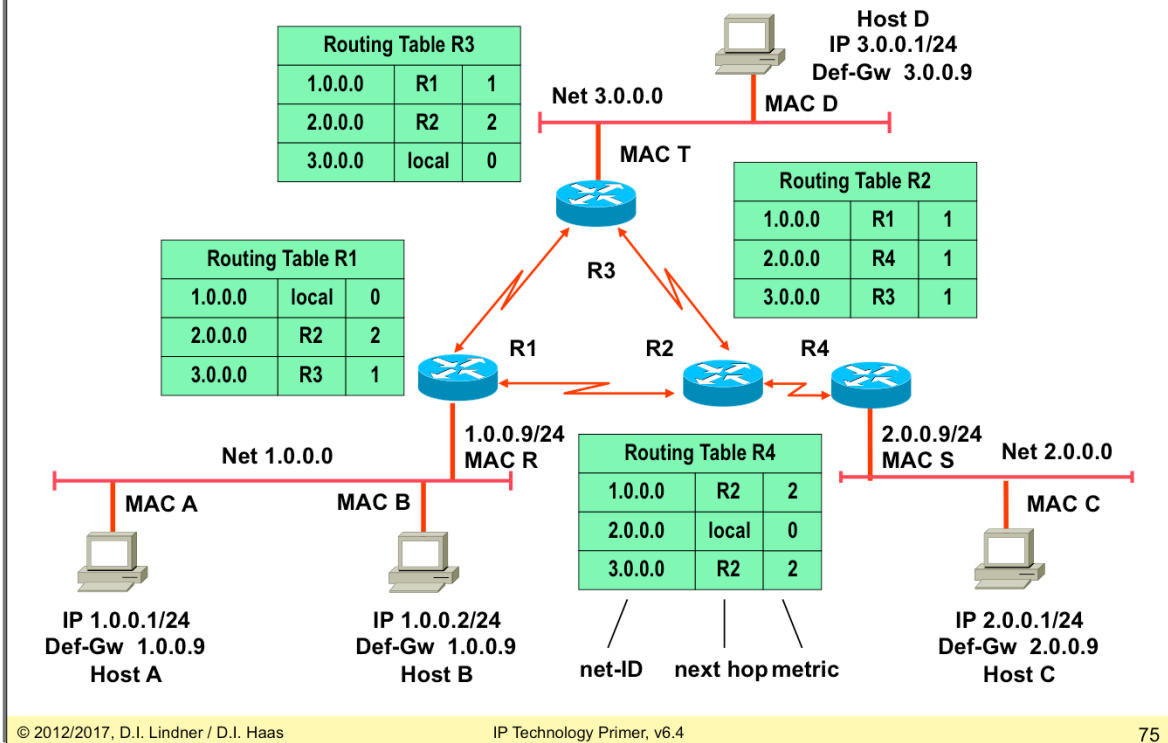 Host D
IP 3.0.0.1/24
Def-Gw 3.0.0.9
MAC D
Net 3.0.0.0
MAC T
Routing Table R3
1.0.0.0 R1 1
2.0.0.0 R2 2
3.0.0.0 local 0
Routing Table R2
1.0.0.0 R1 1
2.0.0.0 R4 1
3.0.0.0 R3 1
R3
Routing Table R1
1.0.0.0 local 0
2.0.0.0 R2 2
3.0.0.0 R3 1
R1
R2
R4
1.0.0.9/24
MAC R
Net 1.0.0.0
2.0.0.9/24
MAC S
Net 2.0.0.0
Routing Table R4
1.0.0.0 R2 2
2.0.0.0 local 0
3.0.0.0 R2 2
net-ID next hop metric
MAC A
MAC B
MAC C
IP 1.0.0.1/24
Def-Gw 1.0.0.9
Host A
IP 1.0.0.2/24
Def-Gw 1.0.0.9
Host B
IP 2.0.0.1/24
Def-Gw 2.0.0.9
Host C
© 2012/2017, D.I. Lindner / D.I. Haas
IP Technology Primer, v6.4
75